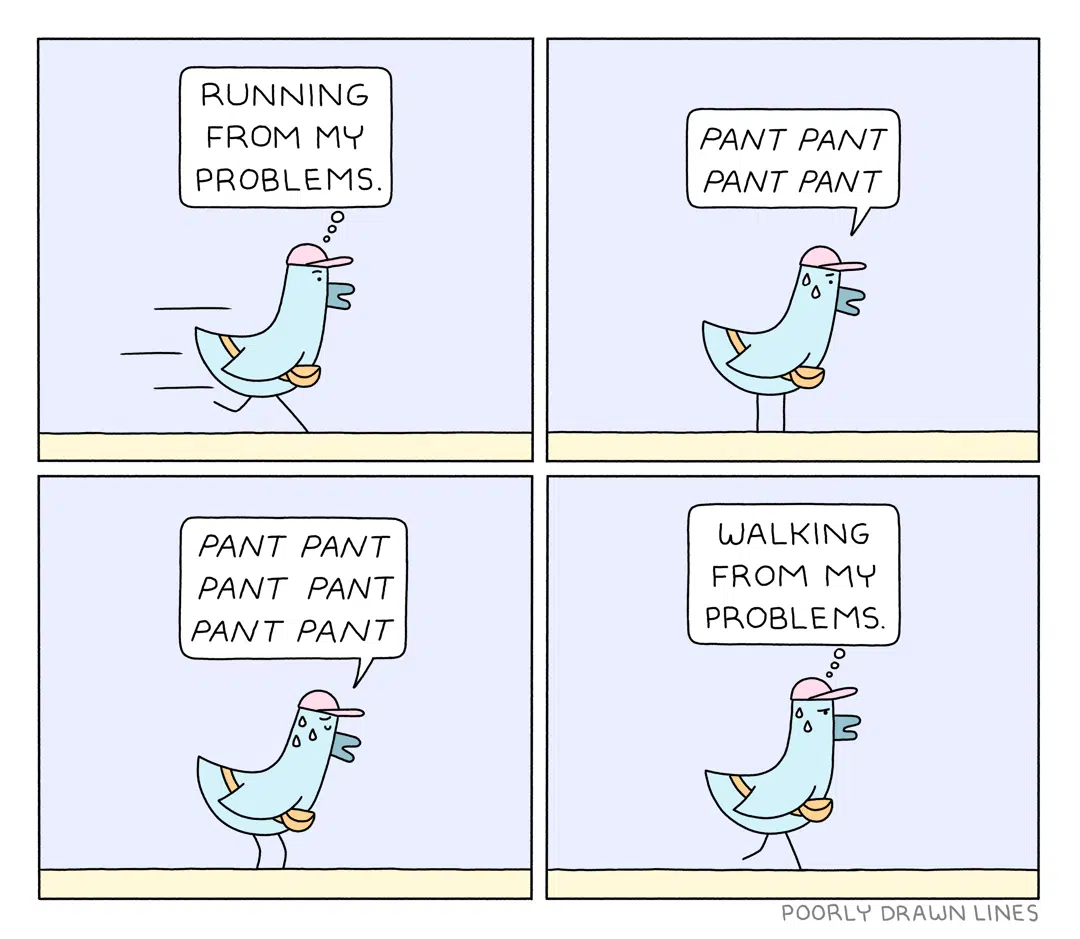 RUNNING
FROM MY
PROBLEMS.
PANT PANT
PANT PANT
PANT PANT
PANT PANT
PANT PANT
WALKING
FROM MY
PROBLEMS.
POORLY DRAWN LINES